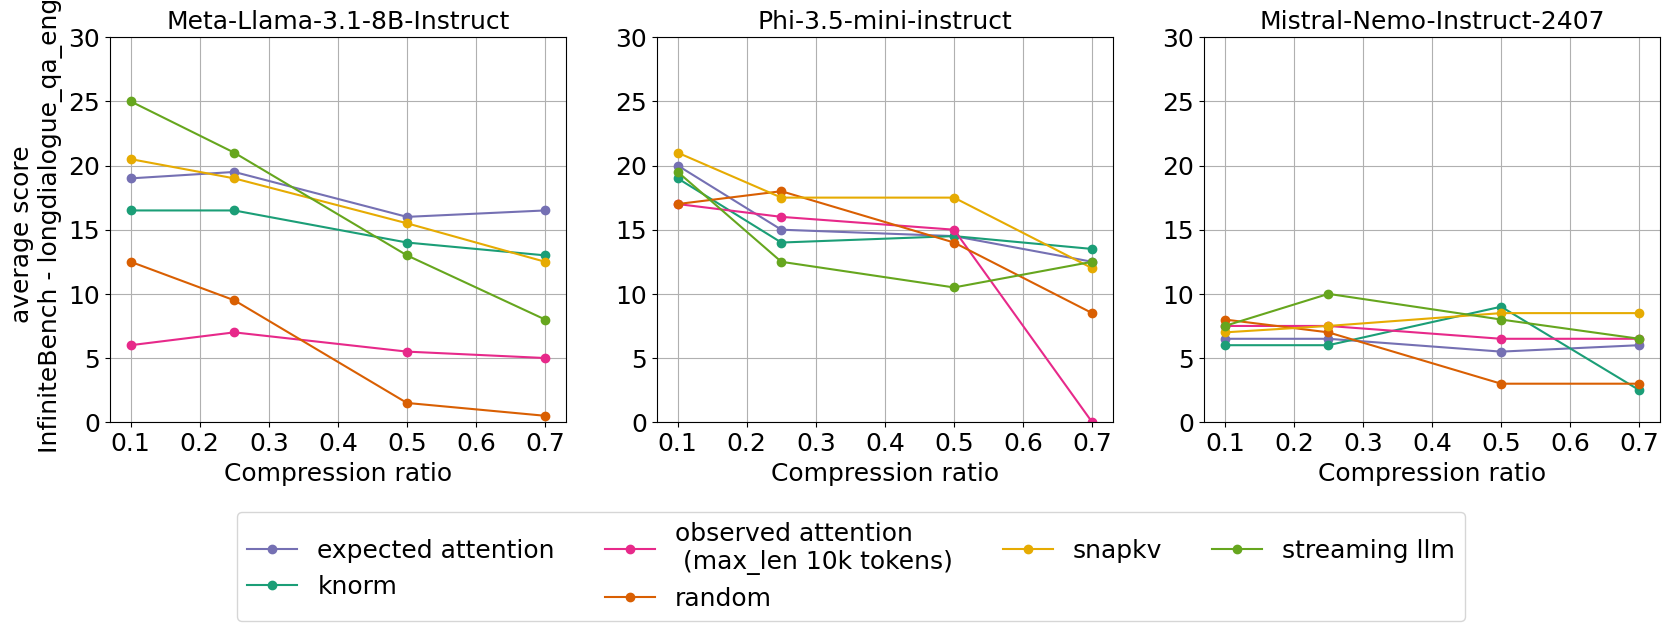 Meta-Llama-3.1-8B-Instruct
Phi-3.5-mini-instruct
Mistral-Nemo-Instruct-2407
average score
InfiniteBench - longdialogue_qa_eng
30
25
20
15
10
5
0
0.1 0.2 0.3 0.4 0.5 0.6 0.7
Compression ratio
30
25
20
15
10
5
0
0.1 0.2 0.3 0.4 0.5 0.6 0.7
Compression ratio
30
25
20
15
10
5
0
0.1 0.2 0.3 0.4 0.5 0.6 0.7
Compression ratio
expected attention
knorm
observed attention
(max_len 10k tokens)
random
snapkv
streaming llm